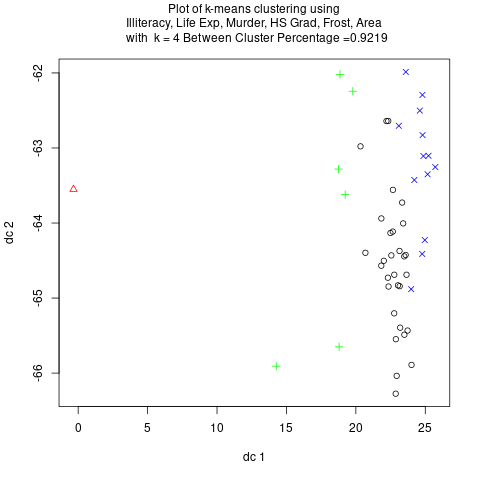 Plot of k-means clustering using
Illiteracy, Life Exp, Murder, HS Grad, Frost, Area
with  k = 4 Between Cluster Percentage =0.9219
-62
-63
-64
-65
-66
dc 2
0 5 10 15 20 25
dc 1